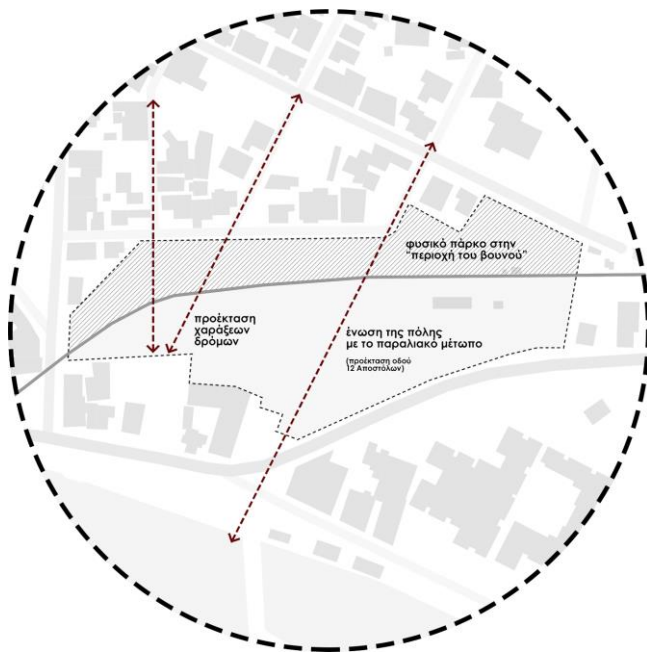 φυσικό πάρκο στην
"περιοχή του βουνού"
προέκταση
χαράξεων
δρόμων
ένωση της πόλης
με το παραλιακό μέτωπο
(προέκταση οδού
12 Αποστόλων)